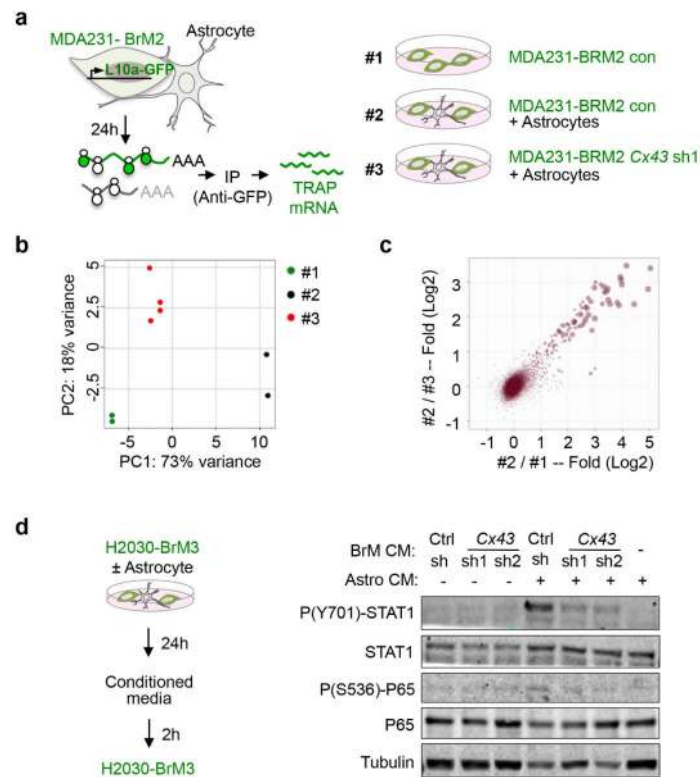 a
MDA231- BrM2
Astrocyte
L10a-GFP
24h
AAA
AAA
IP
(Anti-GFP)
TRAP
mRNA
#1
MDA231-BRM2 con
#2
MDA231-BRM2 con
+ Astrocytes
#3
MDA231-BRM2 Cx43 sh1
+ Astrocytes
b
PC2: 18% variance
5
2.5
0
-2.5
-5
0
5
10
PC1: 73% variance
#1
#2
#3
c
#2 / #3 -- Fold (Log2)
3
2
1
0
-1
-1
0
1
2
3
4
5
#2 / #1 -- Fold (Log2)
d
H2030-BrM3
± Astrocyte
24h
Conditioned
media
2h
H2030-BrM3
Ctrl Cx43 Ctrl Cx43
BrM CM: sh sh1 sh2 sh sh1 sh2 -
Astro CM: - - - + + + +
P(Y701)-STAT1
STAT1
P(S536)-P65
P65
Tubulin